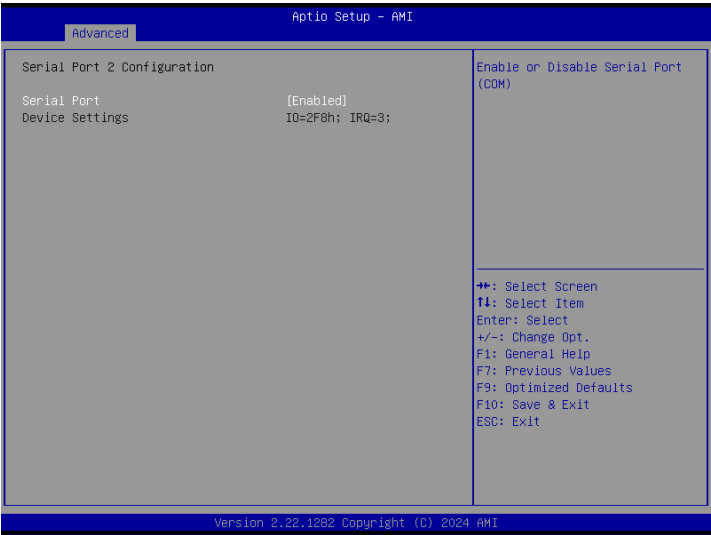 Aptio Setup – AMI
Advanced
Serial Port 2 Configuration
Serial Port [Enabled]
Device Settings IO=2F8h; IRQ=3;
Enable or Disable Serial Port
(COM)
→←: Select Screen
↑↓: Select Item
Enter: Select
+/-: Change Opt.
F1: General Help
F7: Previous Values
F9: Optimized Defaults
F10: Save & Exit
ESC: Exit
Version 2.22.1282 Copyright (C) 2024 AMI